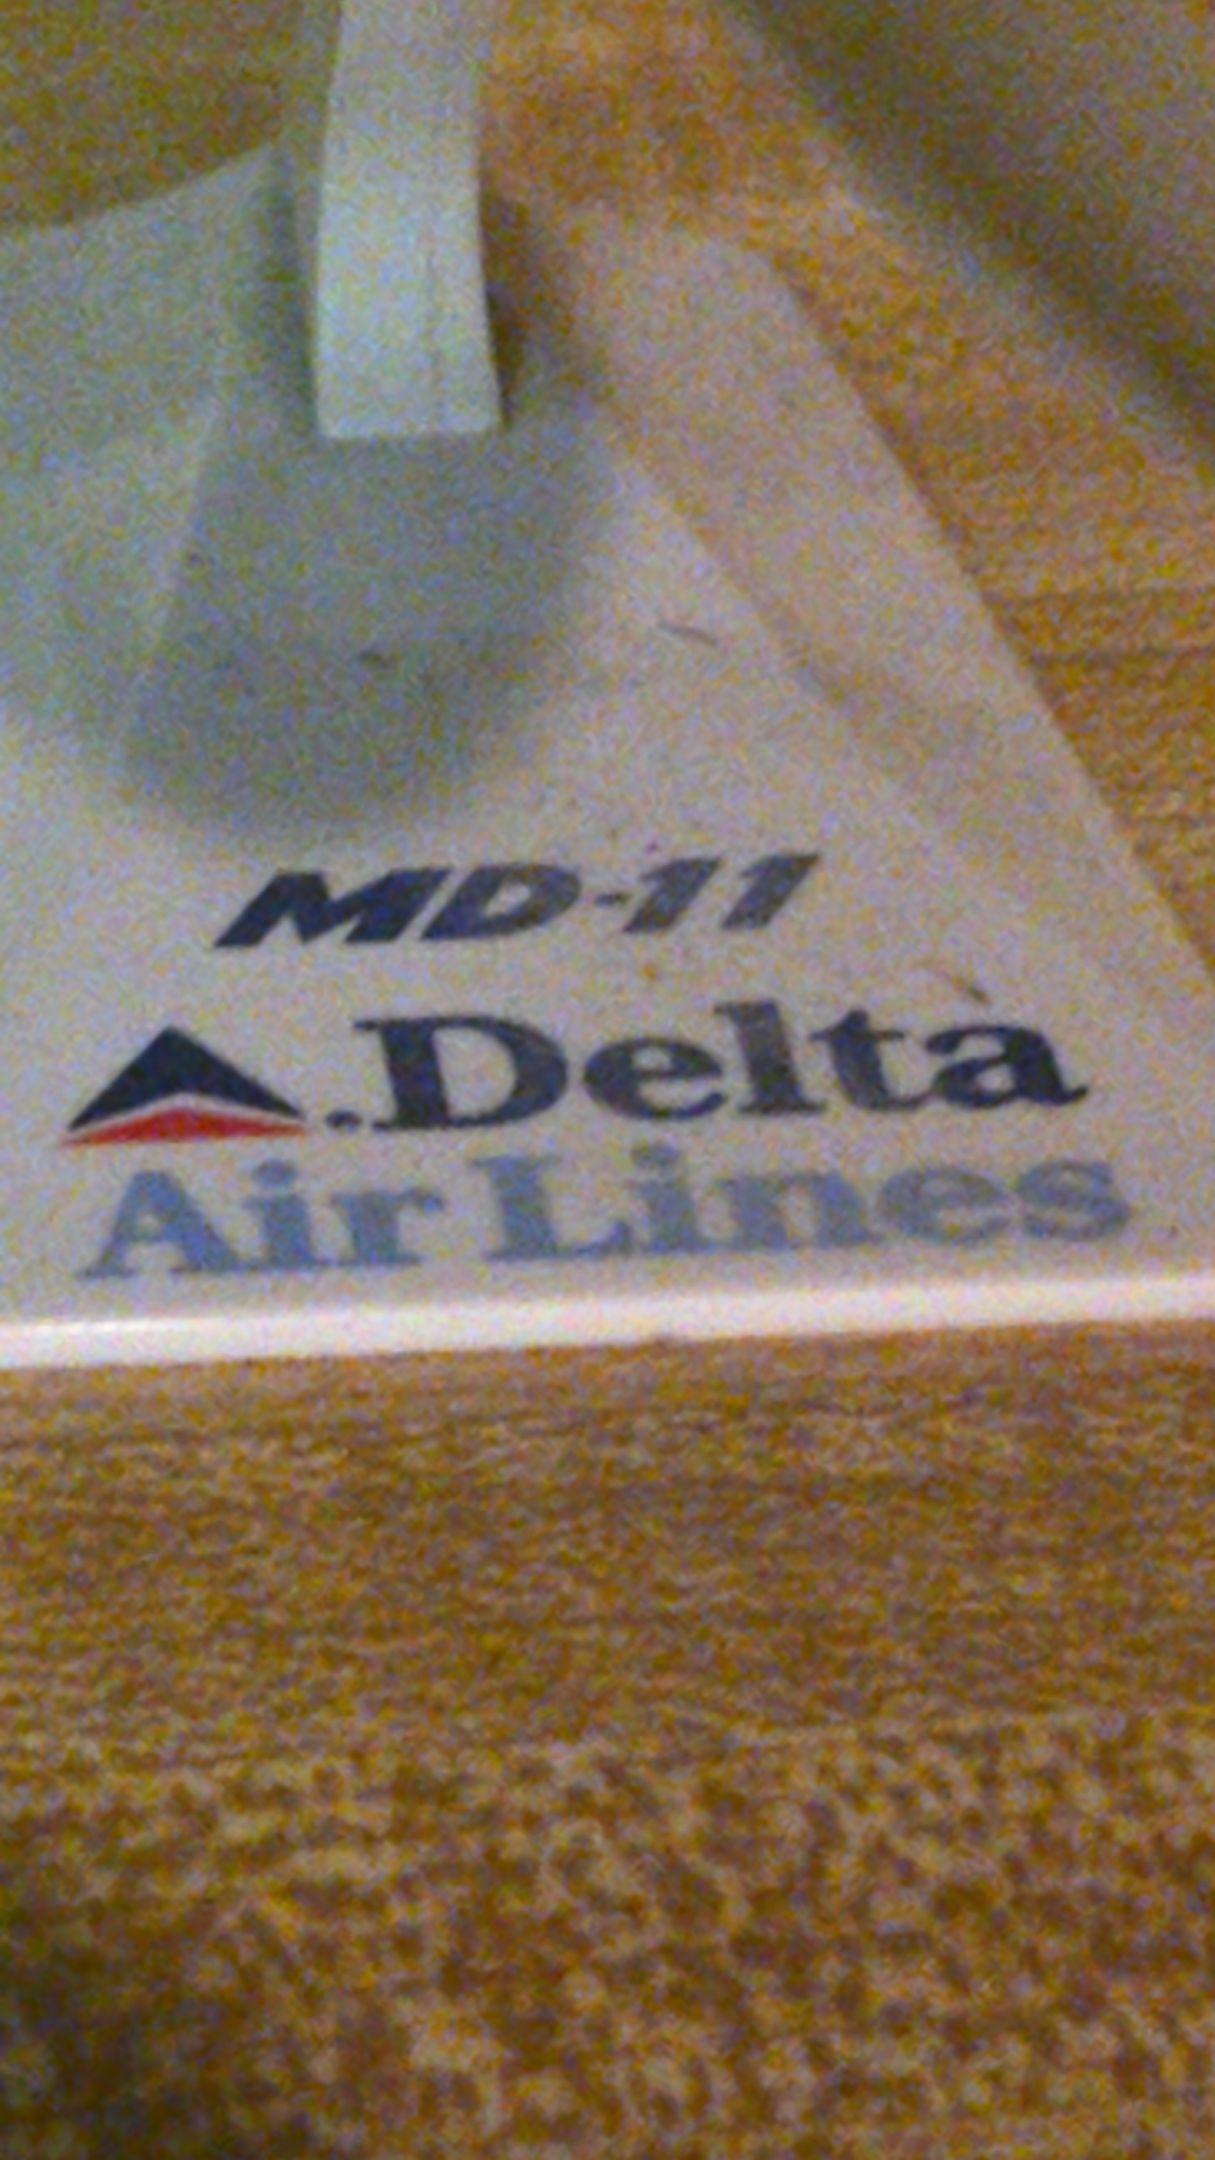 MD-11
Delta
Air Lines